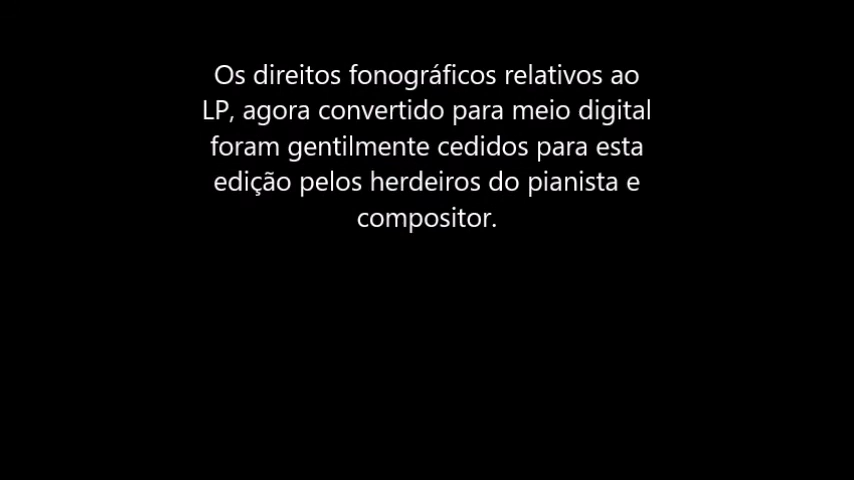 Os direitos fonográficos relativos ao
LP, agora convertido para meio digital
foram gentilmente cedidos para esta
edição pelos herdeiros do pianista e
compositor.